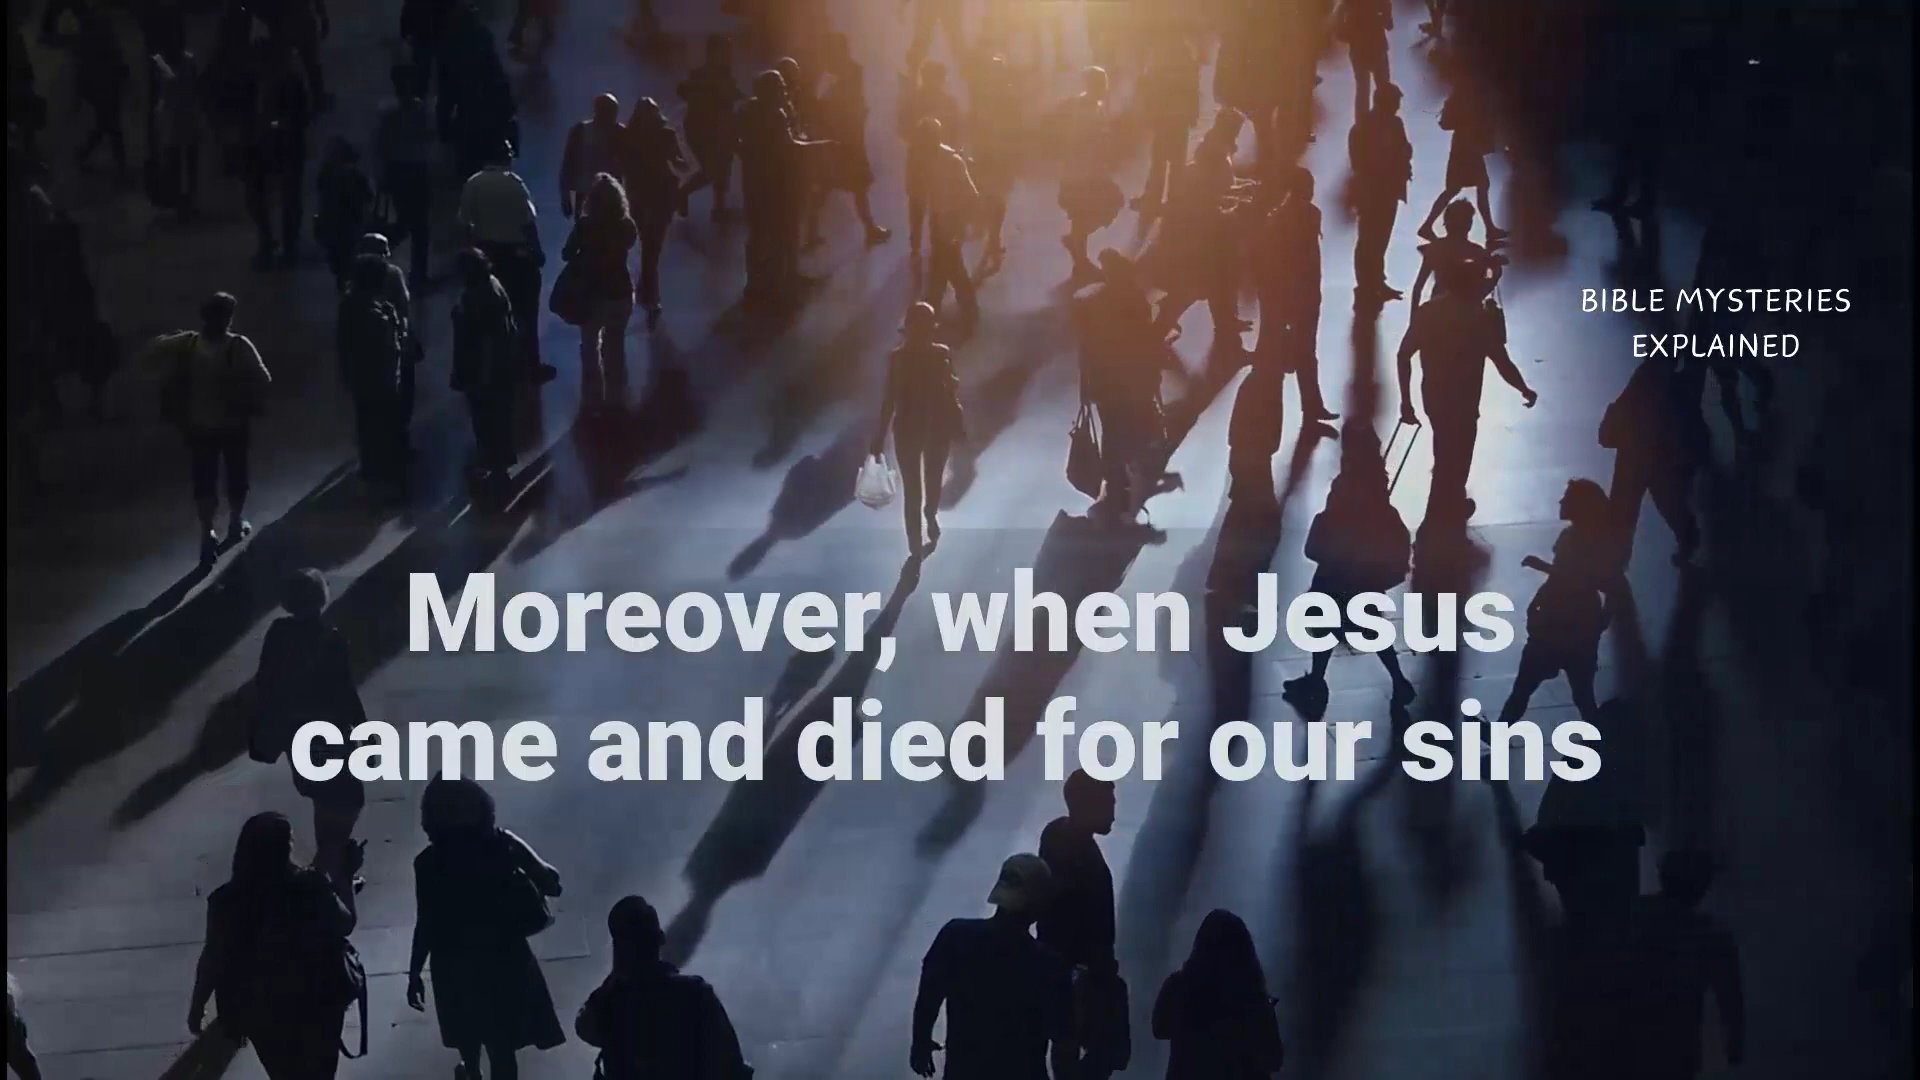 BIBLE MYSTERIES
EXPLAINED
Moreover, when Jesus
came and died for our sins